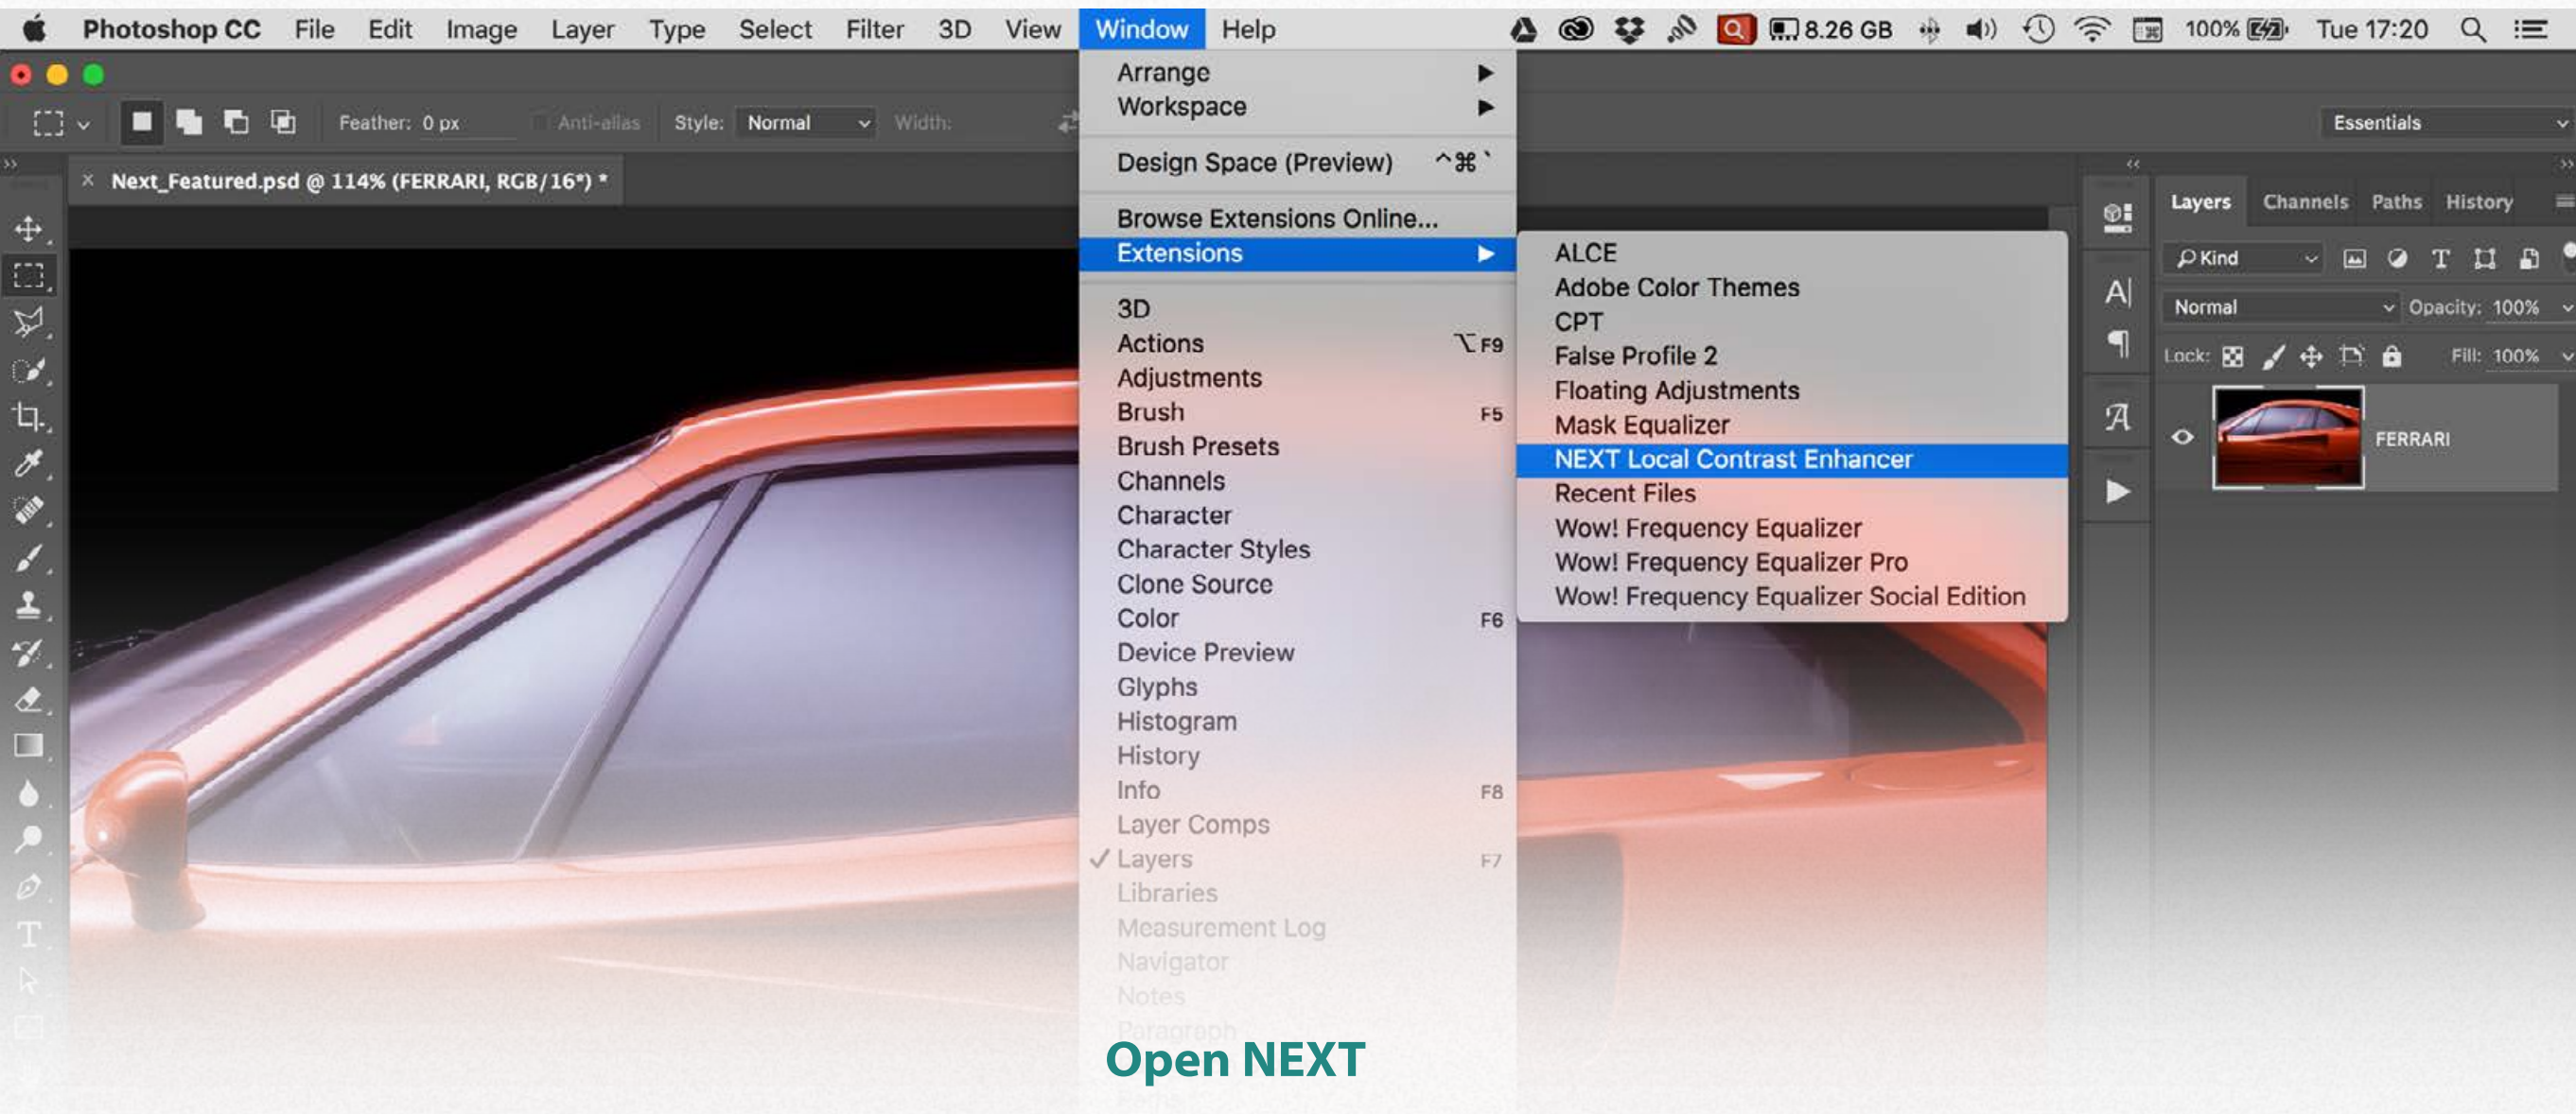 Photoshop CC File Edit Image Layer Type Select Filter 3D View Window Help 8.26 GB 100% Tue 17:20
Feather: 0 px Anti-alias Style: Normal Width: Essentials
× Next_Featured.psd @ 114% (FERRARI, RGB/16*) *
Arrange
Workspace
Design Space (Preview) ^⌘`
Browse Extensions Online...
Extensions
3D
Actions ⌥F9
Adjustments
Brush F5
Brush Presets
Channels
Character
Character Styles
Clone Source
Color F6
Device Preview
Glyphs
Histogram
History
Info F8
Layer Comps
✓ Layers F7
Libraries
Measurement Log
Navigator
Notes
Paragraph
ALCE
Adobe Color Themes
CPT
False Profile 2
Floating Adjustments
Mask Equalizer
NEXT Local Contrast Enhancer
Recent Files
Wow! Frequency Equalizer
Wow! Frequency Equalizer Pro
Wow! Frequency Equalizer Social Edition
Layers Channels Paths History
Kind
Normal Opacity: 100%
Lock: Fill: 100%
FERRARI
Open NEXT